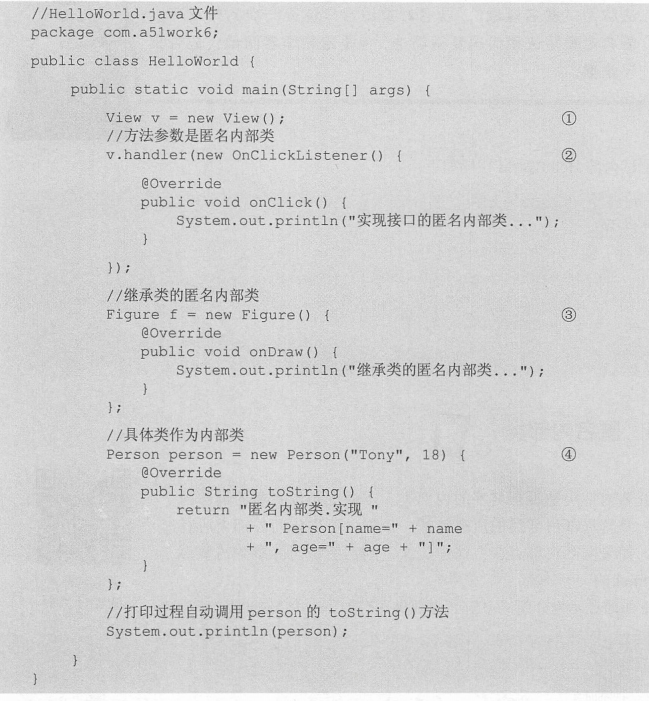 //HelloWorld.java 文件
package com.a51work6;
public class HelloWorld {
public static void main(String[] args) {
View v = new View(); ①
//方法参数是匿名内部类
v.handler(new OnClickListener() { ②
@Override
public void onClick() {
System.out.println("实现接口的匿名内部类...");
}
});
//继承类的匿名内部类
Figure f = new Figure() { ③
@Override
public void onDraw() {
System.out.println("继承类的匿名内部类...");
}
};
//具体类作为内部类
Person person = new Person("Tony", 18) { ④
@Override
public String toString() {
return "匿名内部类.实现 "
+ " Person[name=" + name
+ ", age=" + age + "]";
}
};
//打印过程自动调用 person 的 toString()方法
System.out.println(person);
}
}